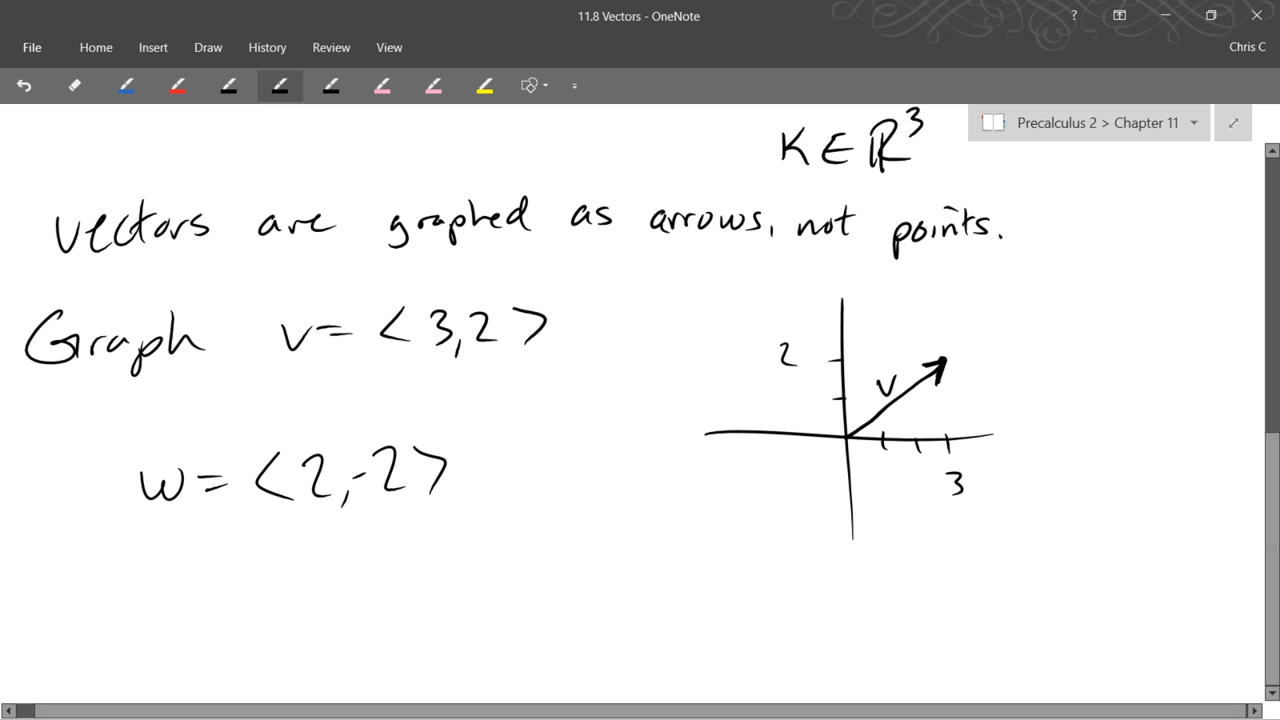 11.8 Vectors - OneNote
?
File Home Insert Draw History Review View
Chris C
Precalculus 2 > Chapter 11
K ∈ ℝ³
Vectors are graphed as arrows, not points.
Graph v = < 3,2 >
2
v
3
w = < 2,-2 >